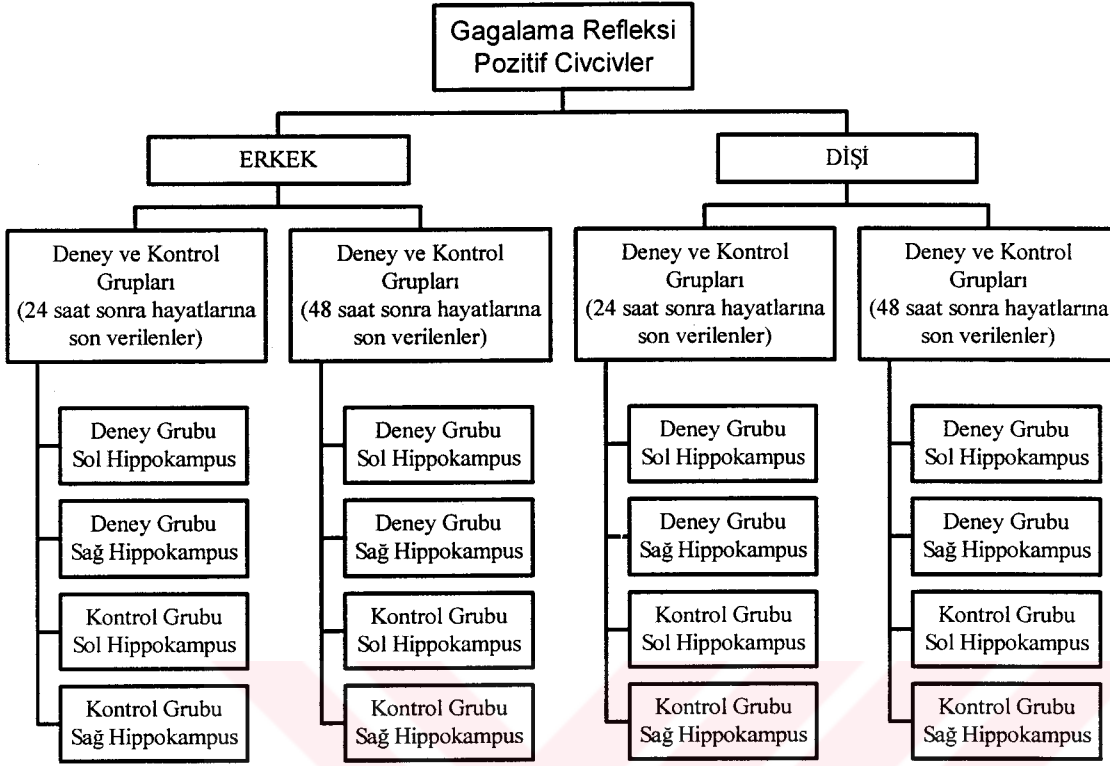 Gagalama Refleksi
Pozitif Civcivler
ERKEK
DİŞİ
Deney ve Kontrol
Grupları
(24 saat sonra hayatlarına
son verilenler)
Deney ve Kontrol
Grupları
(48 saat sonra hayatlarına
son verilenler)
Deney ve Kontrol
Grupları
(24 saat sonra hayatlarına
son verilenler)
Deney ve Kontrol
Grupları
(48 saat sonra hayatlarına
son verilenler)
Deney Grubu
Sol Hippokampus
Deney Grubu
Sağ Hippokampus
Kontrol Grubu
Sol Hippokampus
Kontrol Grubu
Sağ Hippokampus
Deney Grubu
Sol Hippokampus
Deney Grubu
Sağ Hippokampus
Kontrol Grubu
Sol Hippokampus
Kontrol Grubu
Sağ Hippokampus
Deney Grubu
Sol Hippokampus
Deney Grubu
Sağ Hippokampus
Kontrol Grubu
Sol Hippokampus
Kontrol Grubu
Sağ Hippokampus
Deney Grubu
Sol Hippokampus
Deney Grubu
Sağ Hippokampus
Kontrol Grubu
Sol Hippokampus
Kontrol Grubu
Sağ Hippokampus